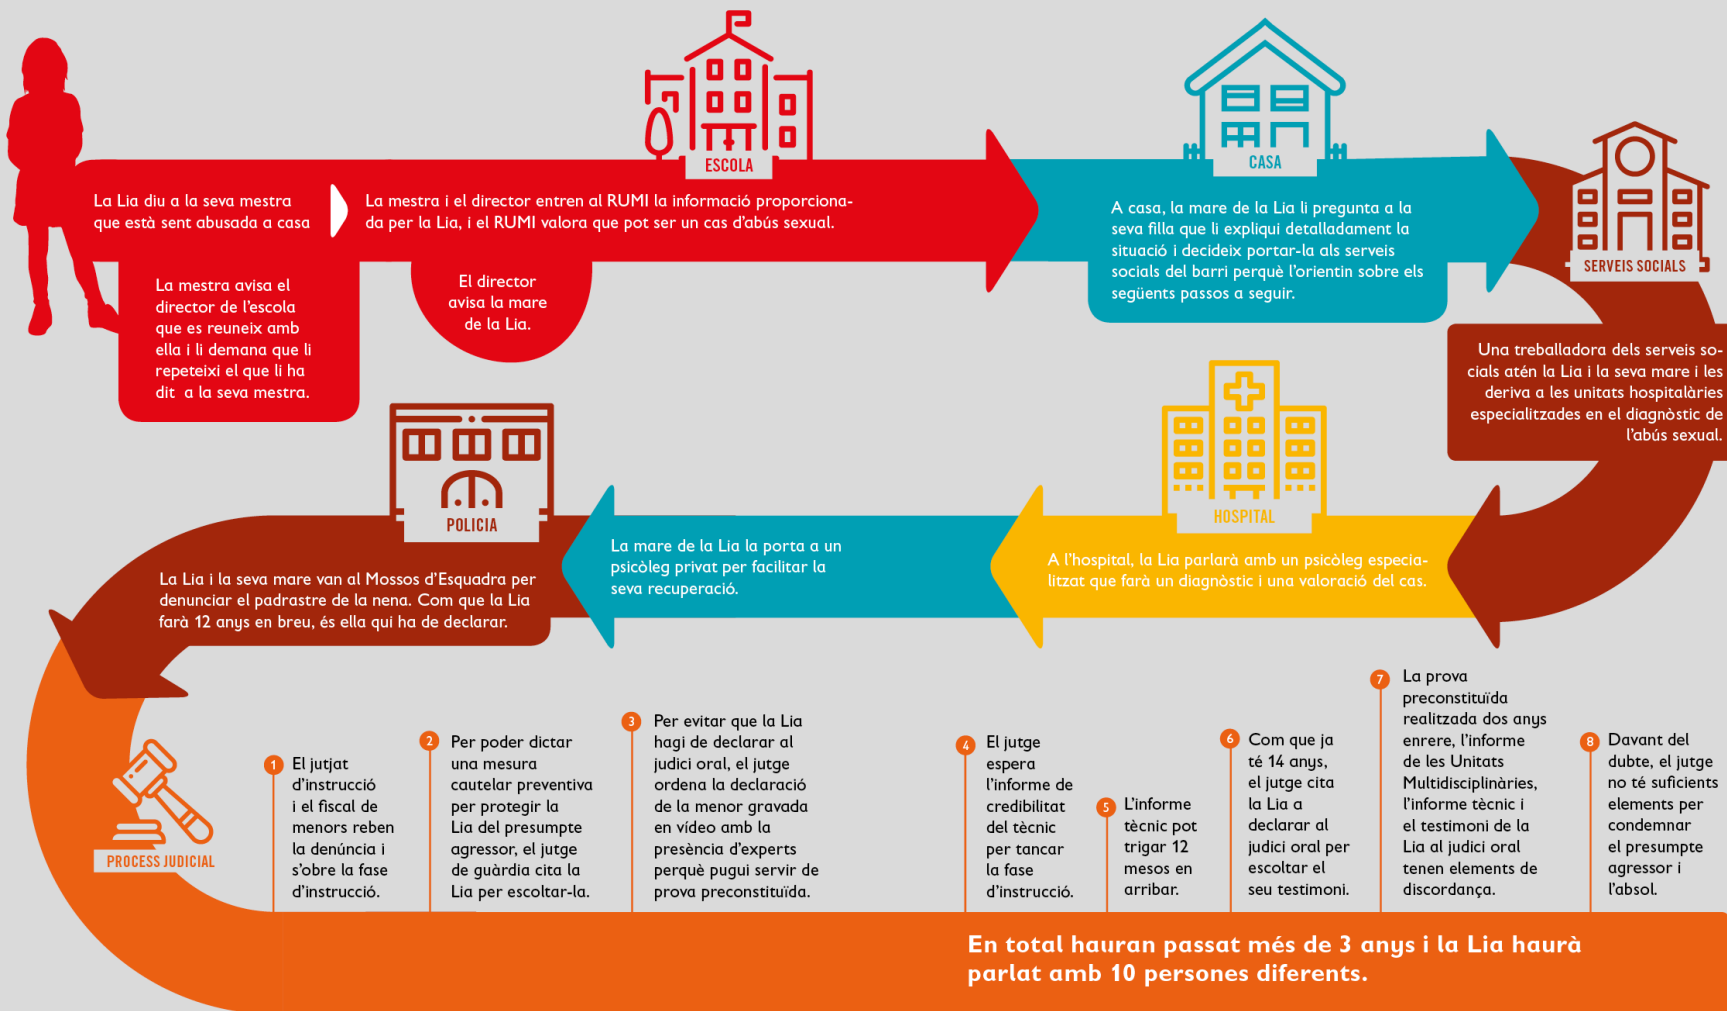 ESCOLA
La Lia diu a la seva mestra
que està sent abusada a casa
La mestra i el director entren al RUMI la informació proporciona-
da per la Lia, i el RUMI valora que pot ser un cas d'abús sexual.
La mestra avisa el
director de l'escola
que es reuneix amb
ella i li demana que li
repeteixi el que li ha
dit a la seva mestra.
El director
avisa la mare
de la Lia.
CASA
A casa, la mare de la Lia li pregunta a la
seva filla que li expliqui detalladament la
situació i decideix portar-la als serveis
socials del barri perquè l'orientin sobre els
següents passos a seguir.
SERVEIS SOCIALS
Una treballadora dels serveis so-
cials atén la Lia i la seva mare i les
deriva a les unitats hospitalàries
especialitzades en el diagnòstic de
l'abús sexual.
HOSPITAL
A l'hospital, la Lia parlarà amb un psicòleg especia-
litzat que farà un diagnòstic i una valoració del cas.
La mare de la Lia la porta a un
psicòleg privat per facilitar la
seva recuperació.
POLICIA
La Lia i la seva mare van al Mossos d'Esquadra per
denunciar el padrastre de la nena. Com que la Lia
farà 12 anys en breu, és ella qui ha de declarar.
PROCESS JUDICIAL
1
El jutjat
d'instrucció
i el fiscal de
menors reben
la denúncia i
s'obre la fase
d'instrucció.
2
Per poder dictar
una mesura
cautelar preventiva
per protegir la
Lia del presumpte
agressor, el jutge
de guàrdia cita la
Lia per escoltar-la.
3
Per evitar que la Lia
hagi de declarar al
judici oral, el jutge
ordena la declaració
de la menor gravada
en vídeo amb la
presència d'experts
perquè pugui servir de
prova preconstituïda.
4
El jutge
espera
l'informe de
credibilitat
del tècnic
per tancar
la fase
d'instrucció.
5
L'informe
tècnic pot
trigar 12
mesos en
arribar.
6
Com que ja
té 14 anys,
el jutge cita
la Lia a
declarar al
judici oral per
escoltar el
seu testimoni.
7
La prova
preconstituïda
realitzada dos anys
enrere, l'informe
de les Unitats
Multidisciplinàries,
l'informe tècnic i
el testimoni de la
Lia al judici oral
tenen elements de
discordança.
8
Davant del
dubte, el jutge
no té suficients
elements per
condemnar
el presumpte
agressor i
l'absol.
En total hauran passat més de 3 anys i la Lia haurà
parlat amb 10 persones diferents.